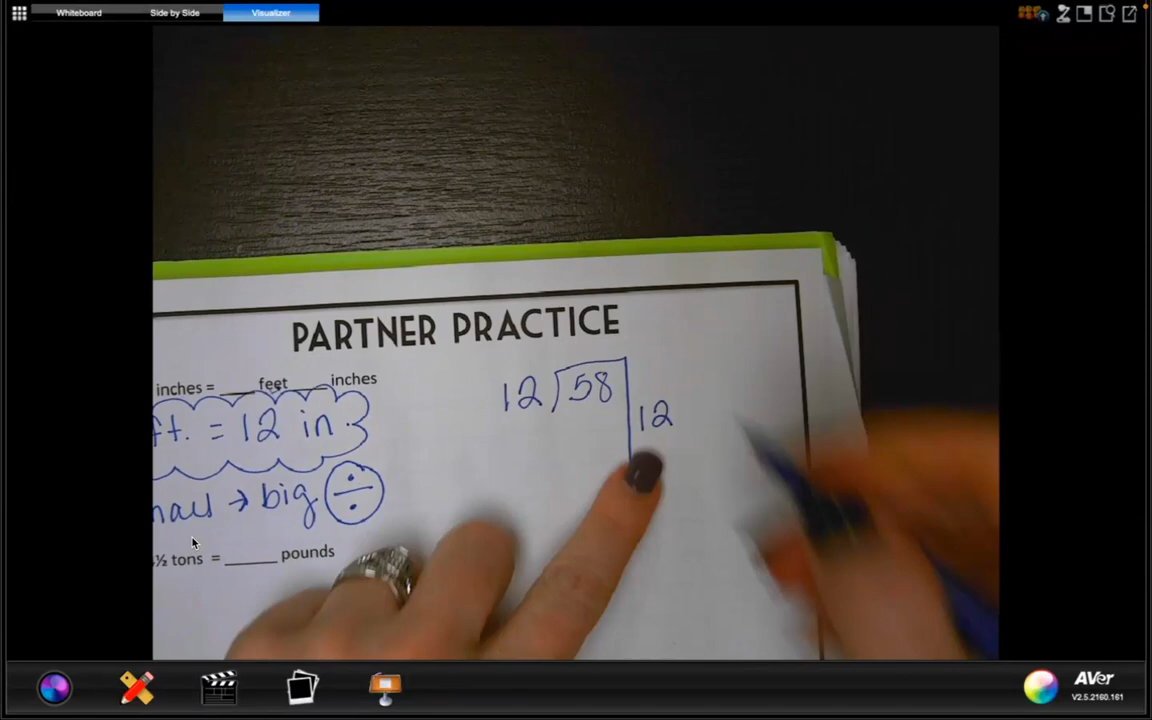 Whiteboard Side by Side Visualizer
PARTNER PRACTICE
inches = ____ feet ____ inches
ft. = 12 in.
12 58
12
→ big ÷
½ tons = _____ pounds
AVer
V2.5.2160.161